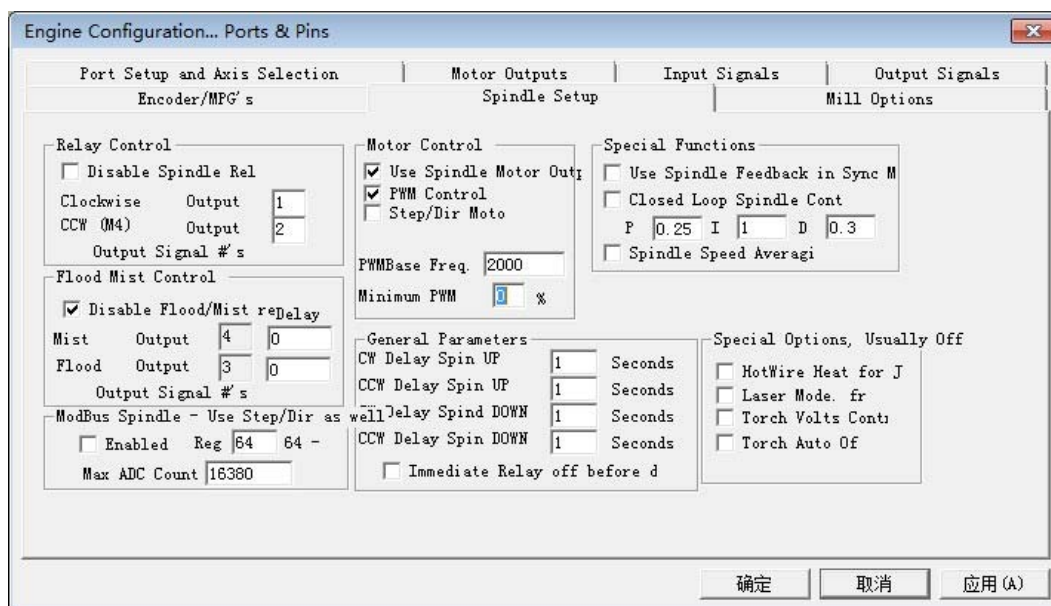 Engine Configuration... Ports & Pins
Port Setup and Axis Selection
Motor Outputs
Input Signals
Output Signals
Encoder/MPG's
Spindle Setup
Mill Options
Relay Control
Disable Spindle Rel
Clockwise Output 1
CCW (M4) Output 2
Output Signal #'s
Flood Mist Control
Disable Flood/Mist re
Delay
Mist Output 4 0
Flood Output 3 0
Output Signal #'s
ModBus Spindle - Use Step/Dir as well
Enabled Reg 64 64 -
Max ADC Count 16380
Motor Control
Use Spindle Motor Outp
PWM Control
Step/Dir Moto
PWMBase Freq. 2000
Minimum PWM 0 %
General Parameters
CW Delay Spin UP 1 Seconds
CCW Delay Spin UP 1 Seconds
Delay Spind DOWN 1 Seconds
CCW Delay Spin DOWN 1 Seconds
Immediate Relay off before d
Special Functions
Use Spindle Feedback in Sync M
Closed Loop Spindle Cont
P 0.25 I 1 D 0.3
Spindle Speed Averagi
Special Options, Usually Off
HotWire Heat for J
Laser Mode. fr
Torch Volts Cont
Torch Auto Of
确定
取消
应用(A)